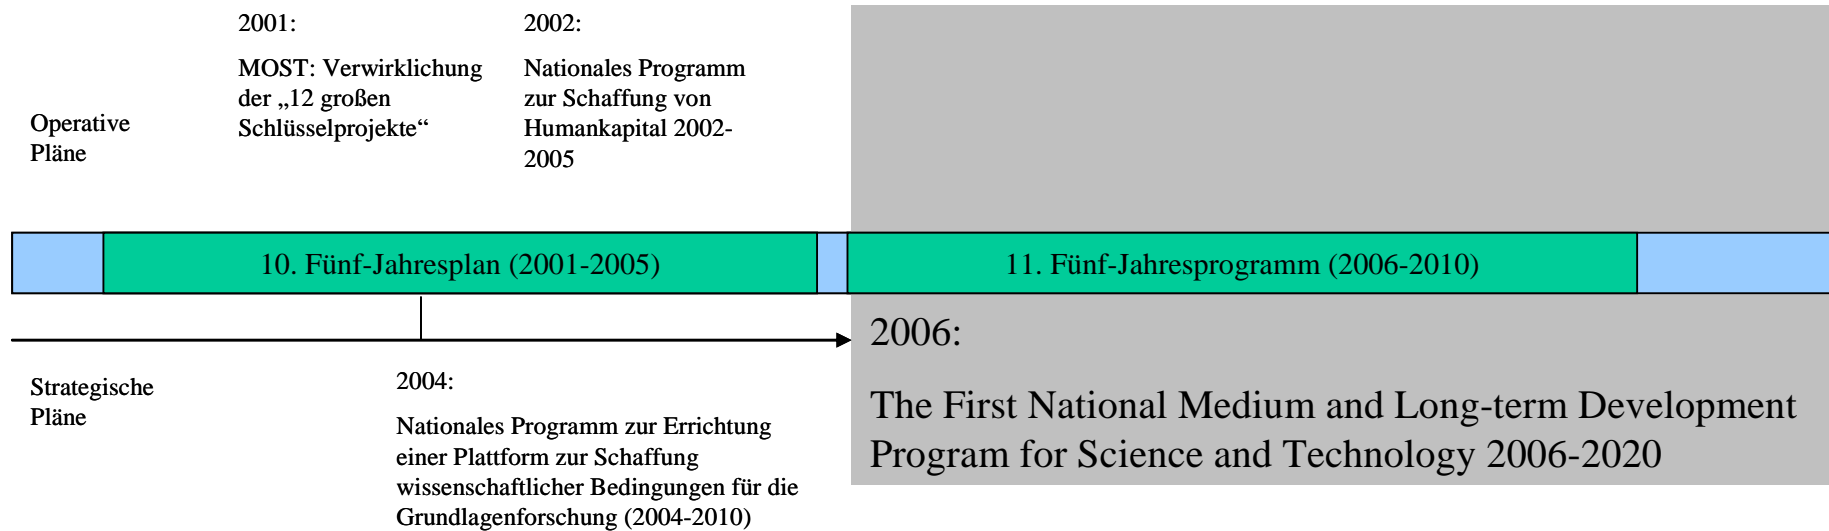 2001:
MOST: Verwirklichung
der „12 großen
Schlüsselprojekte“
2002:
Nationales Programm
zur Schaffung von
Humankapital 2002-
2005
Operative
Pläne
10. Fünf-Jahresplan (2001-2005)
11. Fünf-Jahresprogramm (2006-2010)
Strategische
Pläne
2004:
Nationales Programm zur Errichtung
einer Plattform zur Schaffung
wissenschaftlicher Bedingungen für die
Grundlagenforschung (2004-2010)
2006:
The First National Medium and Long-term Development
Program for Science and Technology 2006-2020